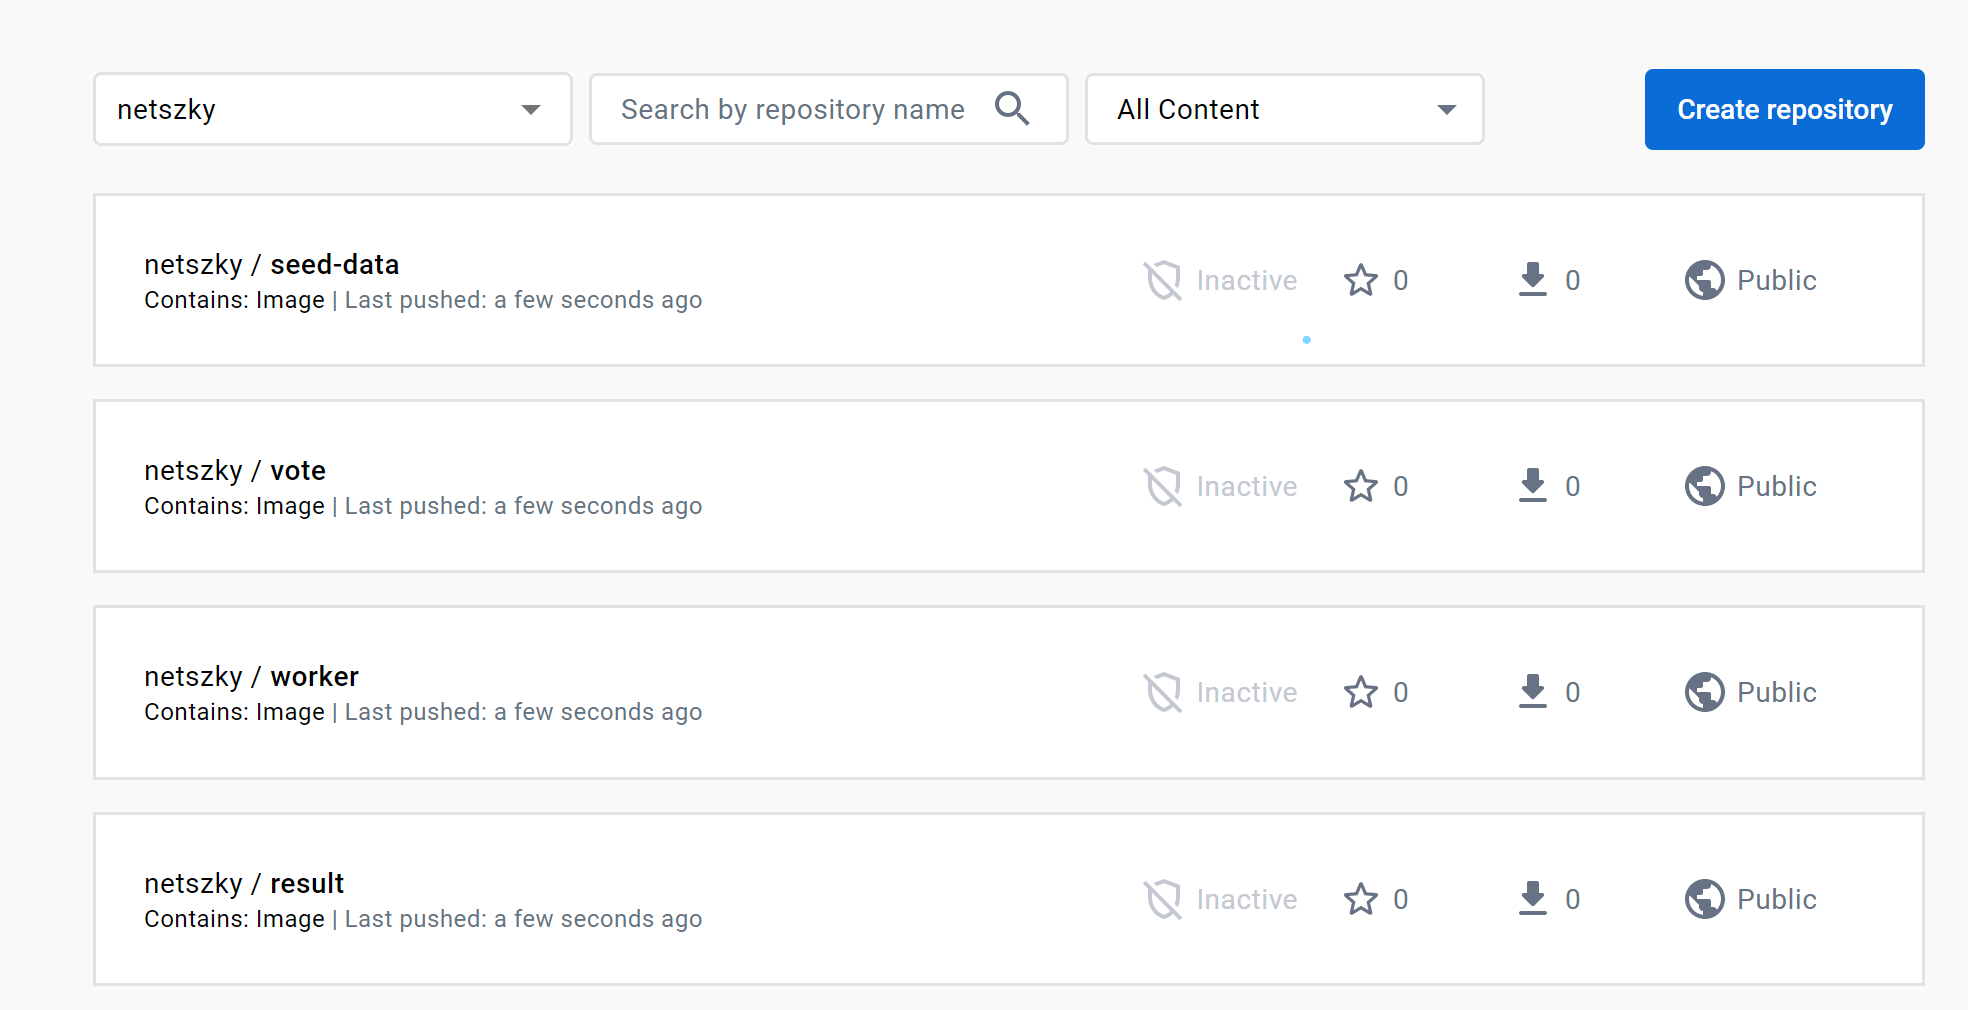 netszky
Search by repository name
All Content
Create repository
netszky / seed-data
Contains: Image | Last pushed: a few seconds ago
Inactive
0
0
Public
netszky / vote
Contains: Image | Last pushed: a few seconds ago
Inactive
0
0
Public
netszky / worker
Contains: Image | Last pushed: a few seconds ago
Inactive
0
0
Public
netszky / result
Contains: Image | Last pushed: a few seconds ago
Inactive
0
0
Public